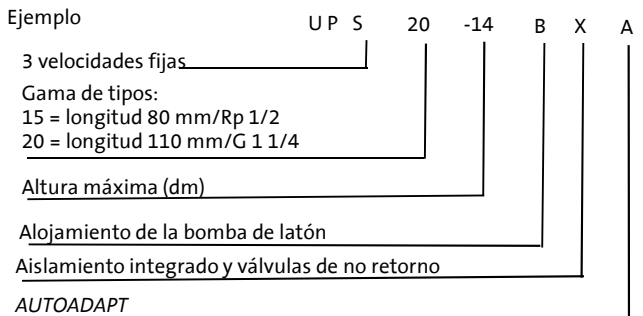 Ejemplo UP S 20 -14 B X A
3 velocidades fijas
Gama de tipos:
15 = longitud 80 mm/Rp 1/2
20 = longitud 110 mm/G 1 1/4
Altura máxima (dm)
Alojamiento de la bomba de latón
Aislamiento integrado y válvulas de no retorno
AUTOADAPT